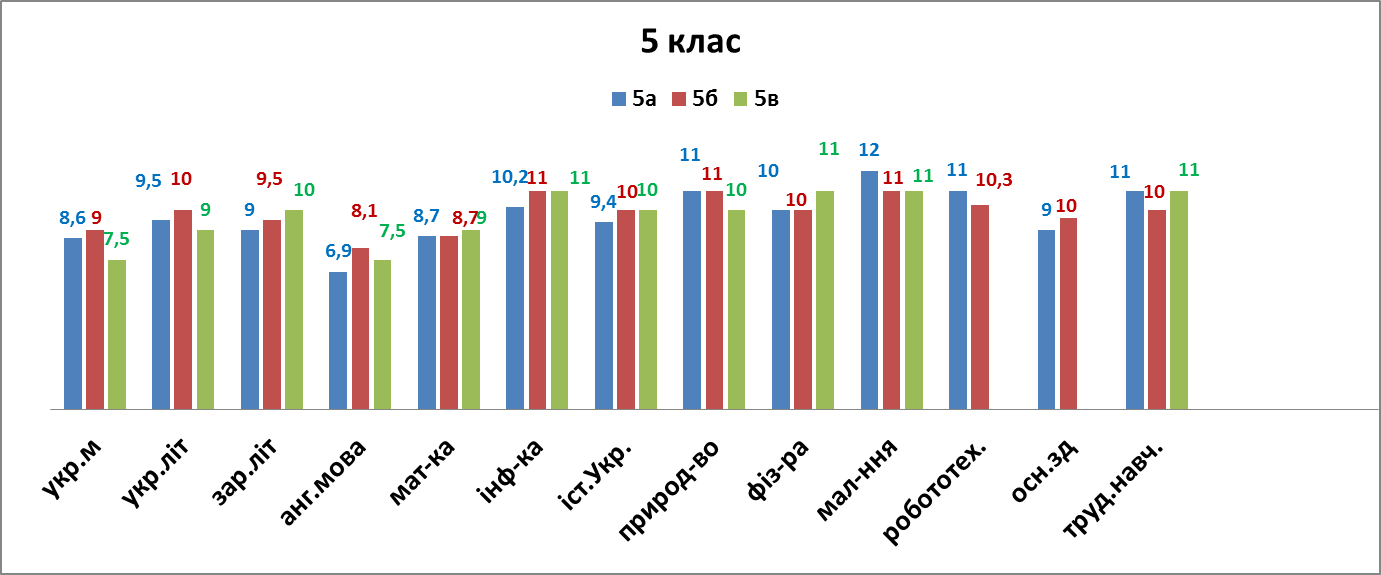 5 клас
5а 5б 5в
8,6 9 7,5
9,5 10 9
9 9,5 10
6,9 8,1 7,5
8,7 8,7 9
10,2 11 11
9,4 10 10
11 11 10
10 10 11
12 11 11
11 10,3
9 10
11 10 11
укр.м
укр.літ
зар.літ
анг.мова
мат-ка
інф-ка
іст.Укр.
природ-во
фіз-ра
мал-ння
робототех.
осн.зд
труд.навч.